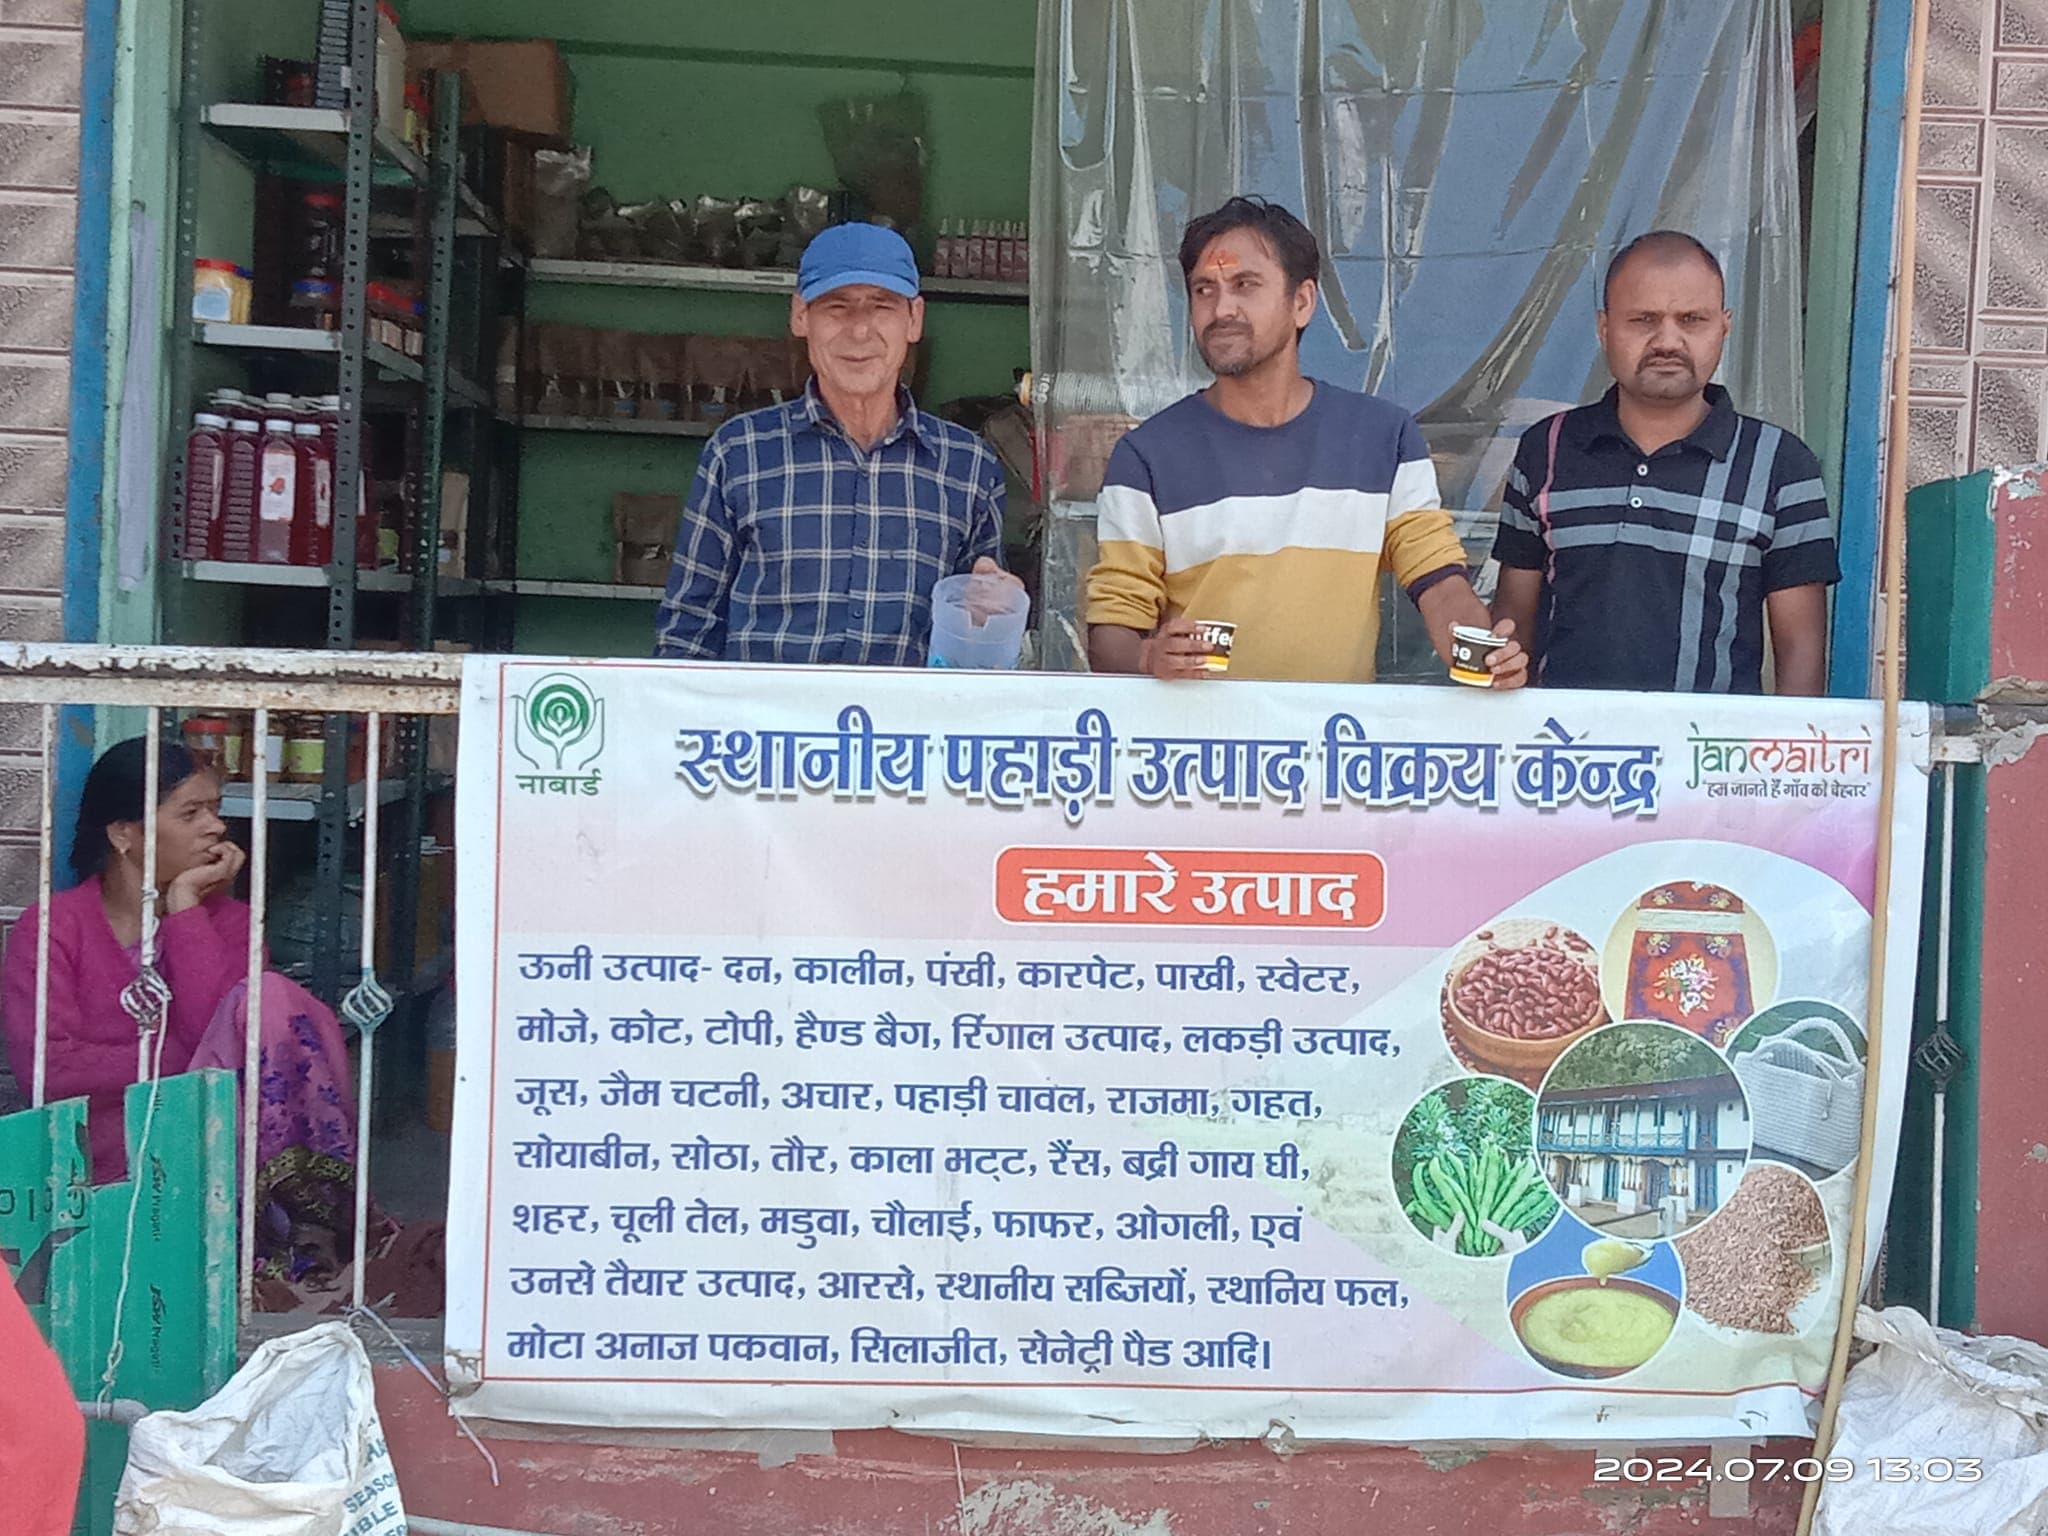 नाबार्ड
स्थानीय पहाड़ी उत्पाद विक्रय केन्द्र
janmaitri
"हम जानते हैं गाँव को बेहतर"
हमारे उत्पाद
ऊनी उत्पाद- दन, कालीन, पंखी, कारपेट, पाखी, स्वेटर,
मोजे, कोट, टोपी, हैण्ड बैग, रिंगाल उत्पाद, लकड़ी उत्पाद,
जूस, जैम चटनी, अचार, पहाड़ी चावल, राजमा, गहत,
सोयाबीन, सोठा, तौर, काला भट्ट, रैंस, बद्री गाय घी,
शहर, चूली तेल, मडुवा, चौलाई, फाफर, ओगली, एवं
उनसे तैयार उत्पाद, आरसे, स्थानीय सब्जियों, स्थानिय फल,
मोटा अनाज पकवान, सिलाजीत, सेनेट्री पैड आदि।
2024.07.09 13:03